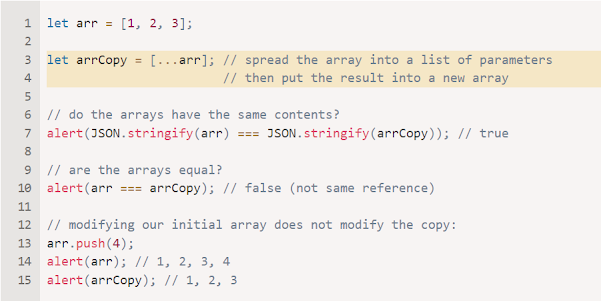 1 let arr = [1, 2, 3];
2
3 let arrCopy = [...arr]; // spread the array into a list of parameters
4                         // then put the result into a new array
5
6 // do the arrays have the same contents?
7 alert(JSON.stringify(arr) === JSON.stringify(arrCopy)); // true
8
9 // are the arrays equal?
10 alert(arr === arrCopy); // false (not same reference)
11
12 // modifying our initial array does not modify the copy:
13 arr.push(4);
14 alert(arr); // 1, 2, 3, 4
15 alert(arrCopy); // 1, 2, 3